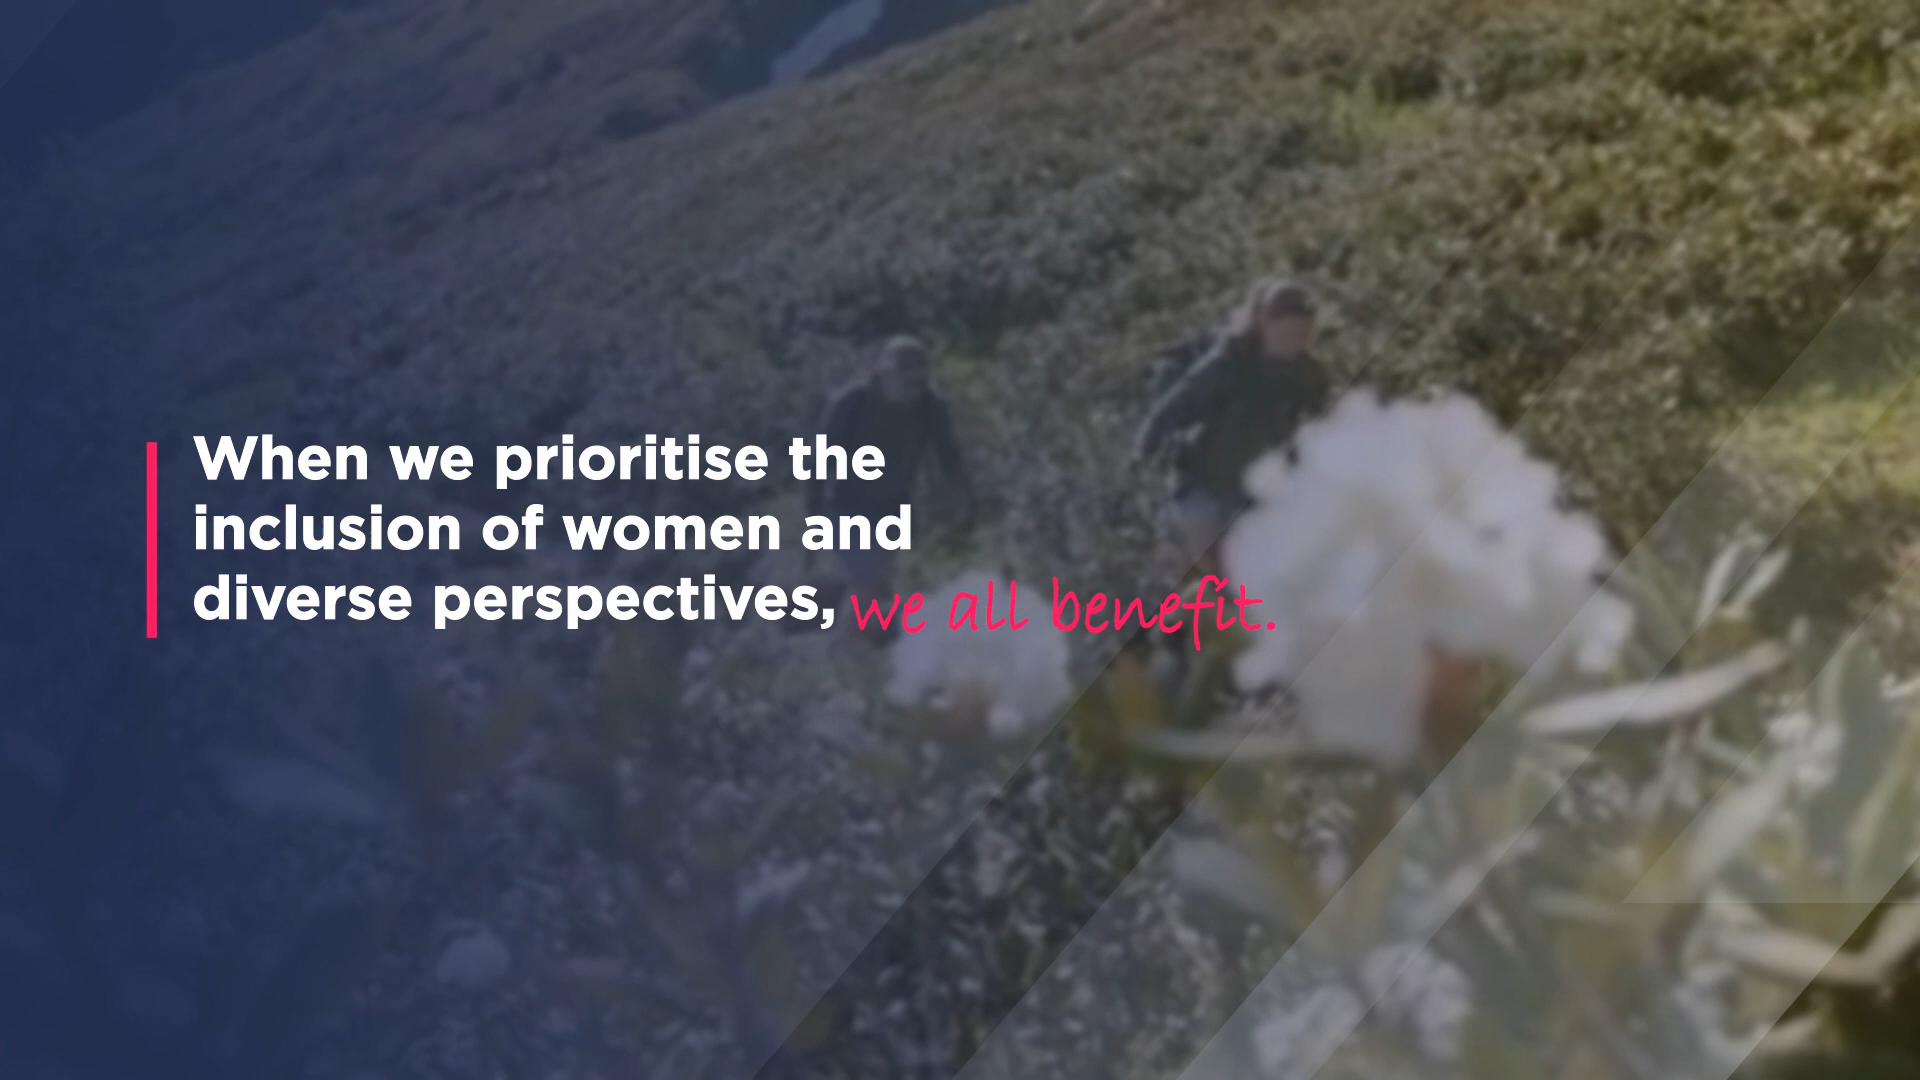 When we prioritise the
inclusion of women and
diverse perspectives, we all benefit.